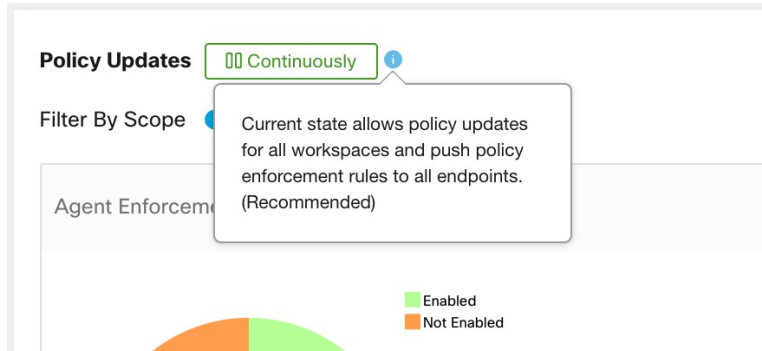 Policy Updates Continuously
Filter By Scope
Current state allows policy updates
for all workspaces and push policy
enforcement rules to all endpoints.
(Recommended)
Agent
Enabled
Not Enabled